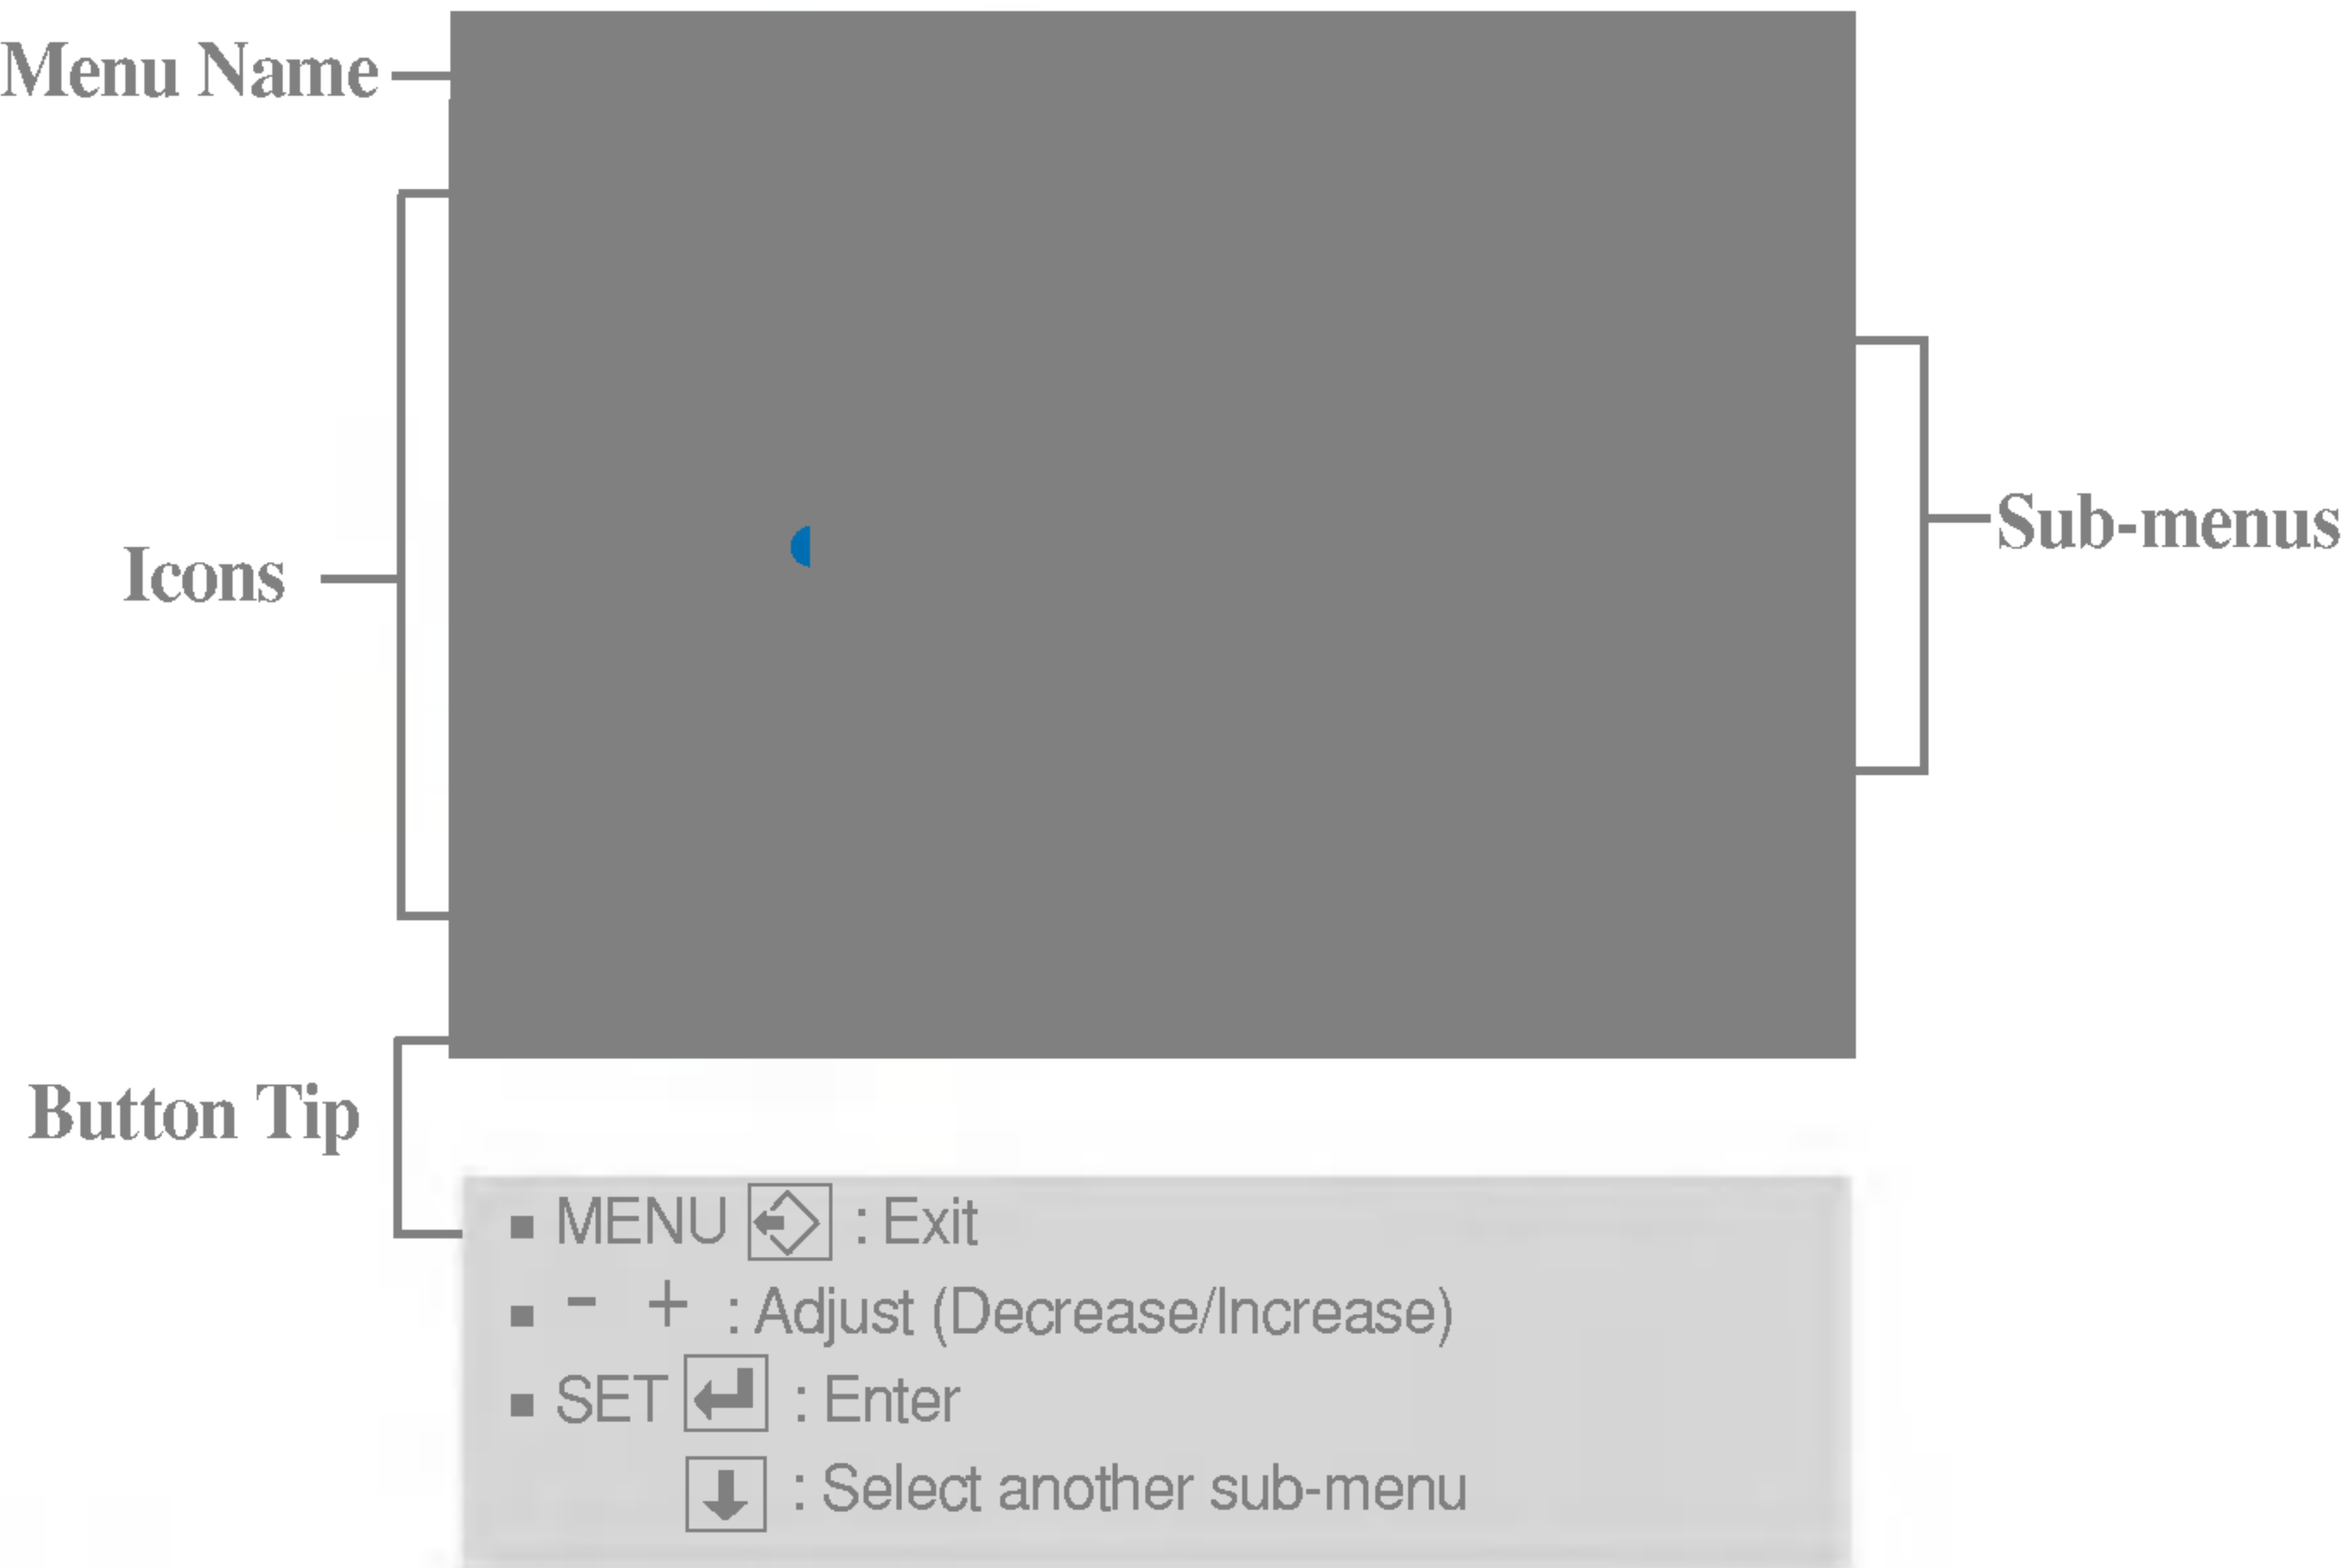 Menu Name
Icons
Sub-menus
Button Tip
■ MENU : Exit
■ - + : Adjust (Decrease/Increase)
■ SET : Enter
: Select another sub-menu